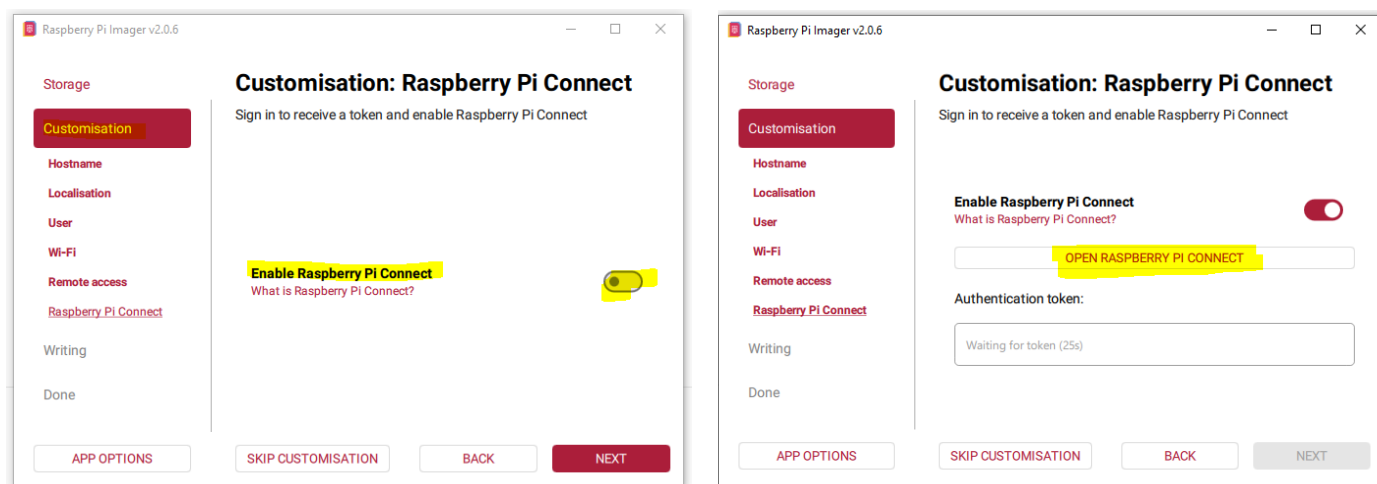 Raspberry Pi Imager v2.0.6
Storage
Customisation
Hostname
Localisation
User
Wi-Fi
Remote access
Raspberry Pi Connect
Writing
Done
Customisation: Raspberry Pi Connect
Sign in to receive a token and enable Raspberry Pi Connect
Enable Raspberry Pi Connect
What is Raspberry Pi Connect?
APP OPTIONS
SKIP CUSTOMISATION
BACK
NEXT
Raspberry Pi Imager v2.0.6
Storage
Customisation
Hostname
Localisation
User
Wi-Fi
Remote access
Raspberry Pi Connect
Writing
Done
Customisation: Raspberry Pi Connect
Sign in to receive a token and enable Raspberry Pi Connect
Enable Raspberry Pi Connect
What is Raspberry Pi Connect?
OPEN RASPBERRY PI CONNECT
Authentication token:
Waiting for token (25s)
APP OPTIONS
SKIP CUSTOMISATION
BACK
NEXT